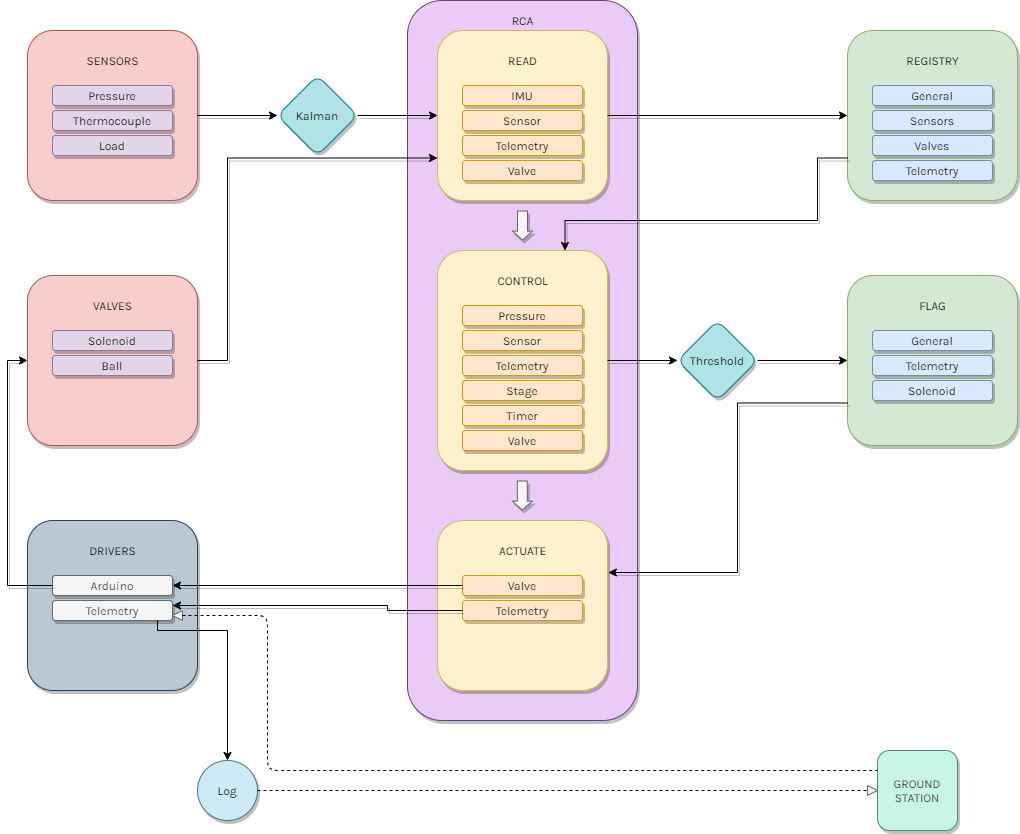 RCA
SENSORS
Pressure
Thermocouple
Load
Kalman
READ
IMU
Sensor
Telemetry
Valve
REGISTRY
General
Sensors
Valves
Telemetry
VALVES
Solenoid
Ball
CONTROL
Pressure
Sensor
Telemetry
Stage
Timer
Valve
Threshold
FLAG
General
Telemetry
Solenoid
DRIVERS
Arduino
Telemetry
ACTUATE
Valve
Telemetry
Log
GROUND
STATION